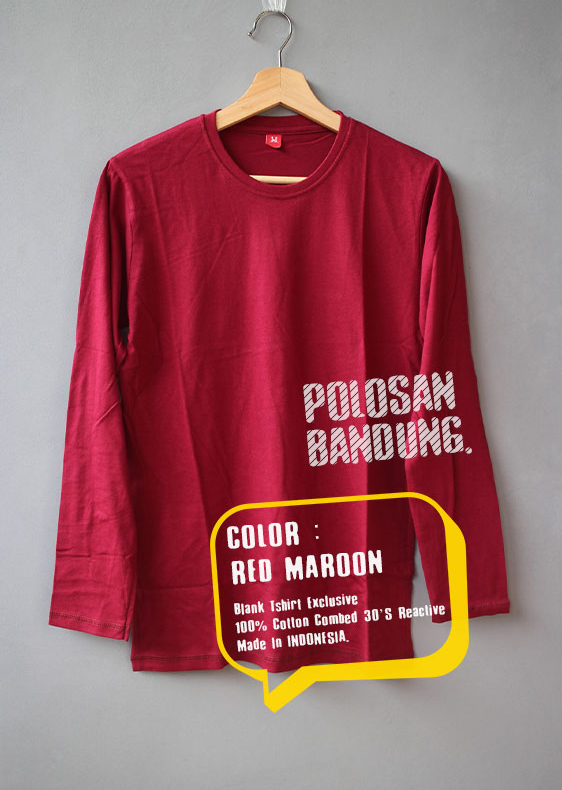 POLOSAN
BANDUNG.
COLOR :
RED MAROON
Blank Tshirt Exclusive
100% Cotton Combed 30'S Reactive
Made In INDONESIA.